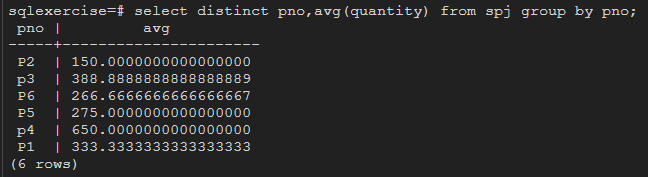 sqlexercise=# select distinct pno,avg(quantity) from spj group by pno;
 pno |         avg
-----+----------------------
 P2  | 150.0000000000000000
 p3  | 388.8888888888888889
 P6  | 266.6666666666666667
 P5  | 275.0000000000000000
 p4  | 650.0000000000000000
 P1  | 333.3333333333333333
(6 rows)